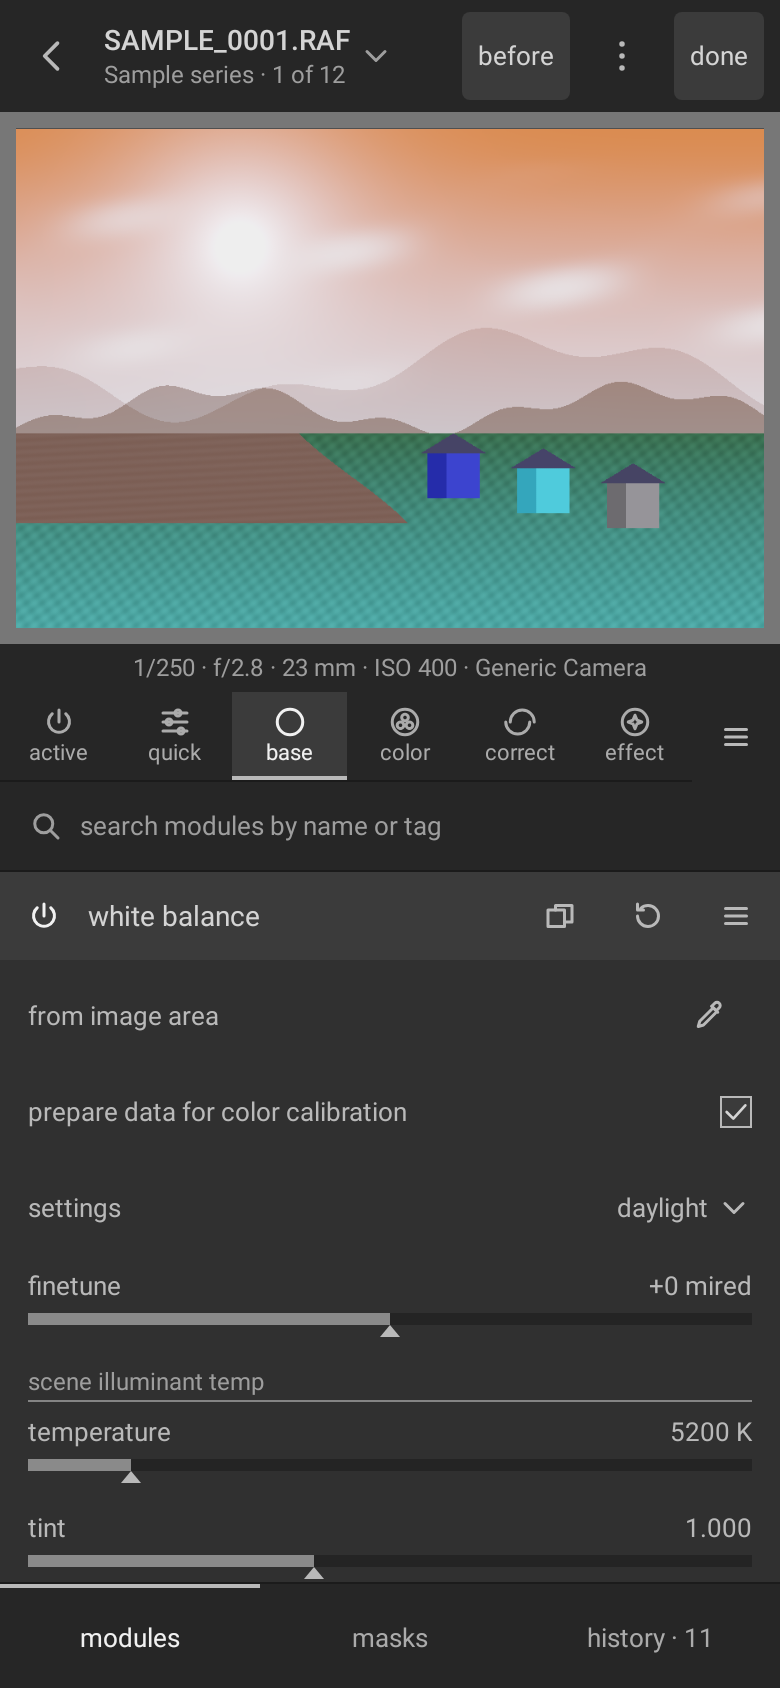 SAMPLE_0001.RAF
Sample series · 1 of 12
before
done
1/250 · f/2.8 · 23 mm · ISO 400 · Generic Camera
active
quick
base
color
correct
effect
search modules by name or tag
white balance
from image area
prepare data for color calibration
settings
daylight
finetune
+0 mired
scene illuminant temp
temperature
5200 K
tint
1.000
modules
masks
history · 11